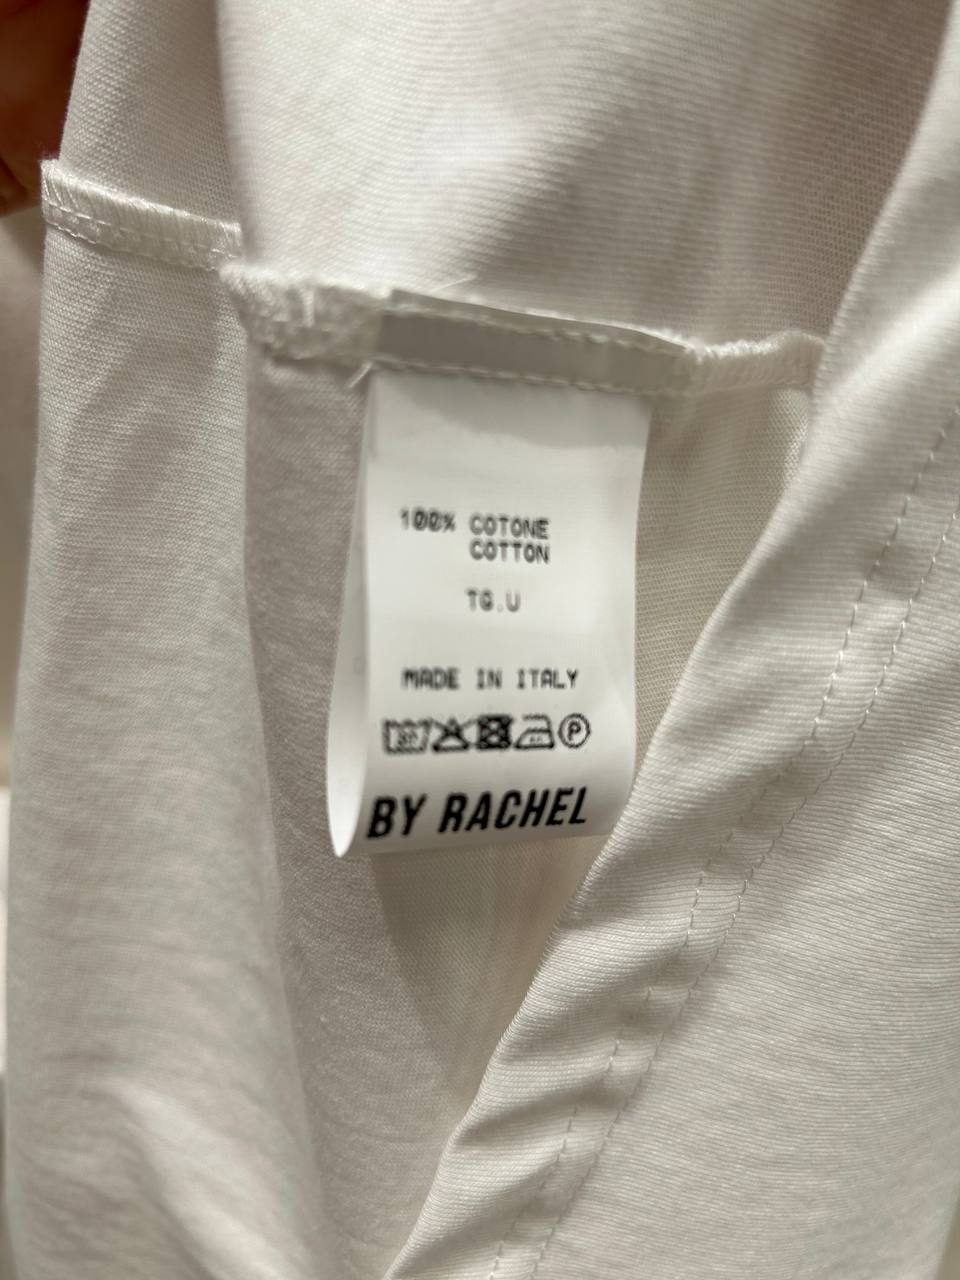 100% COTONE
COTTON
TG.U
MADE IN ITALY
P
BY RACHEL